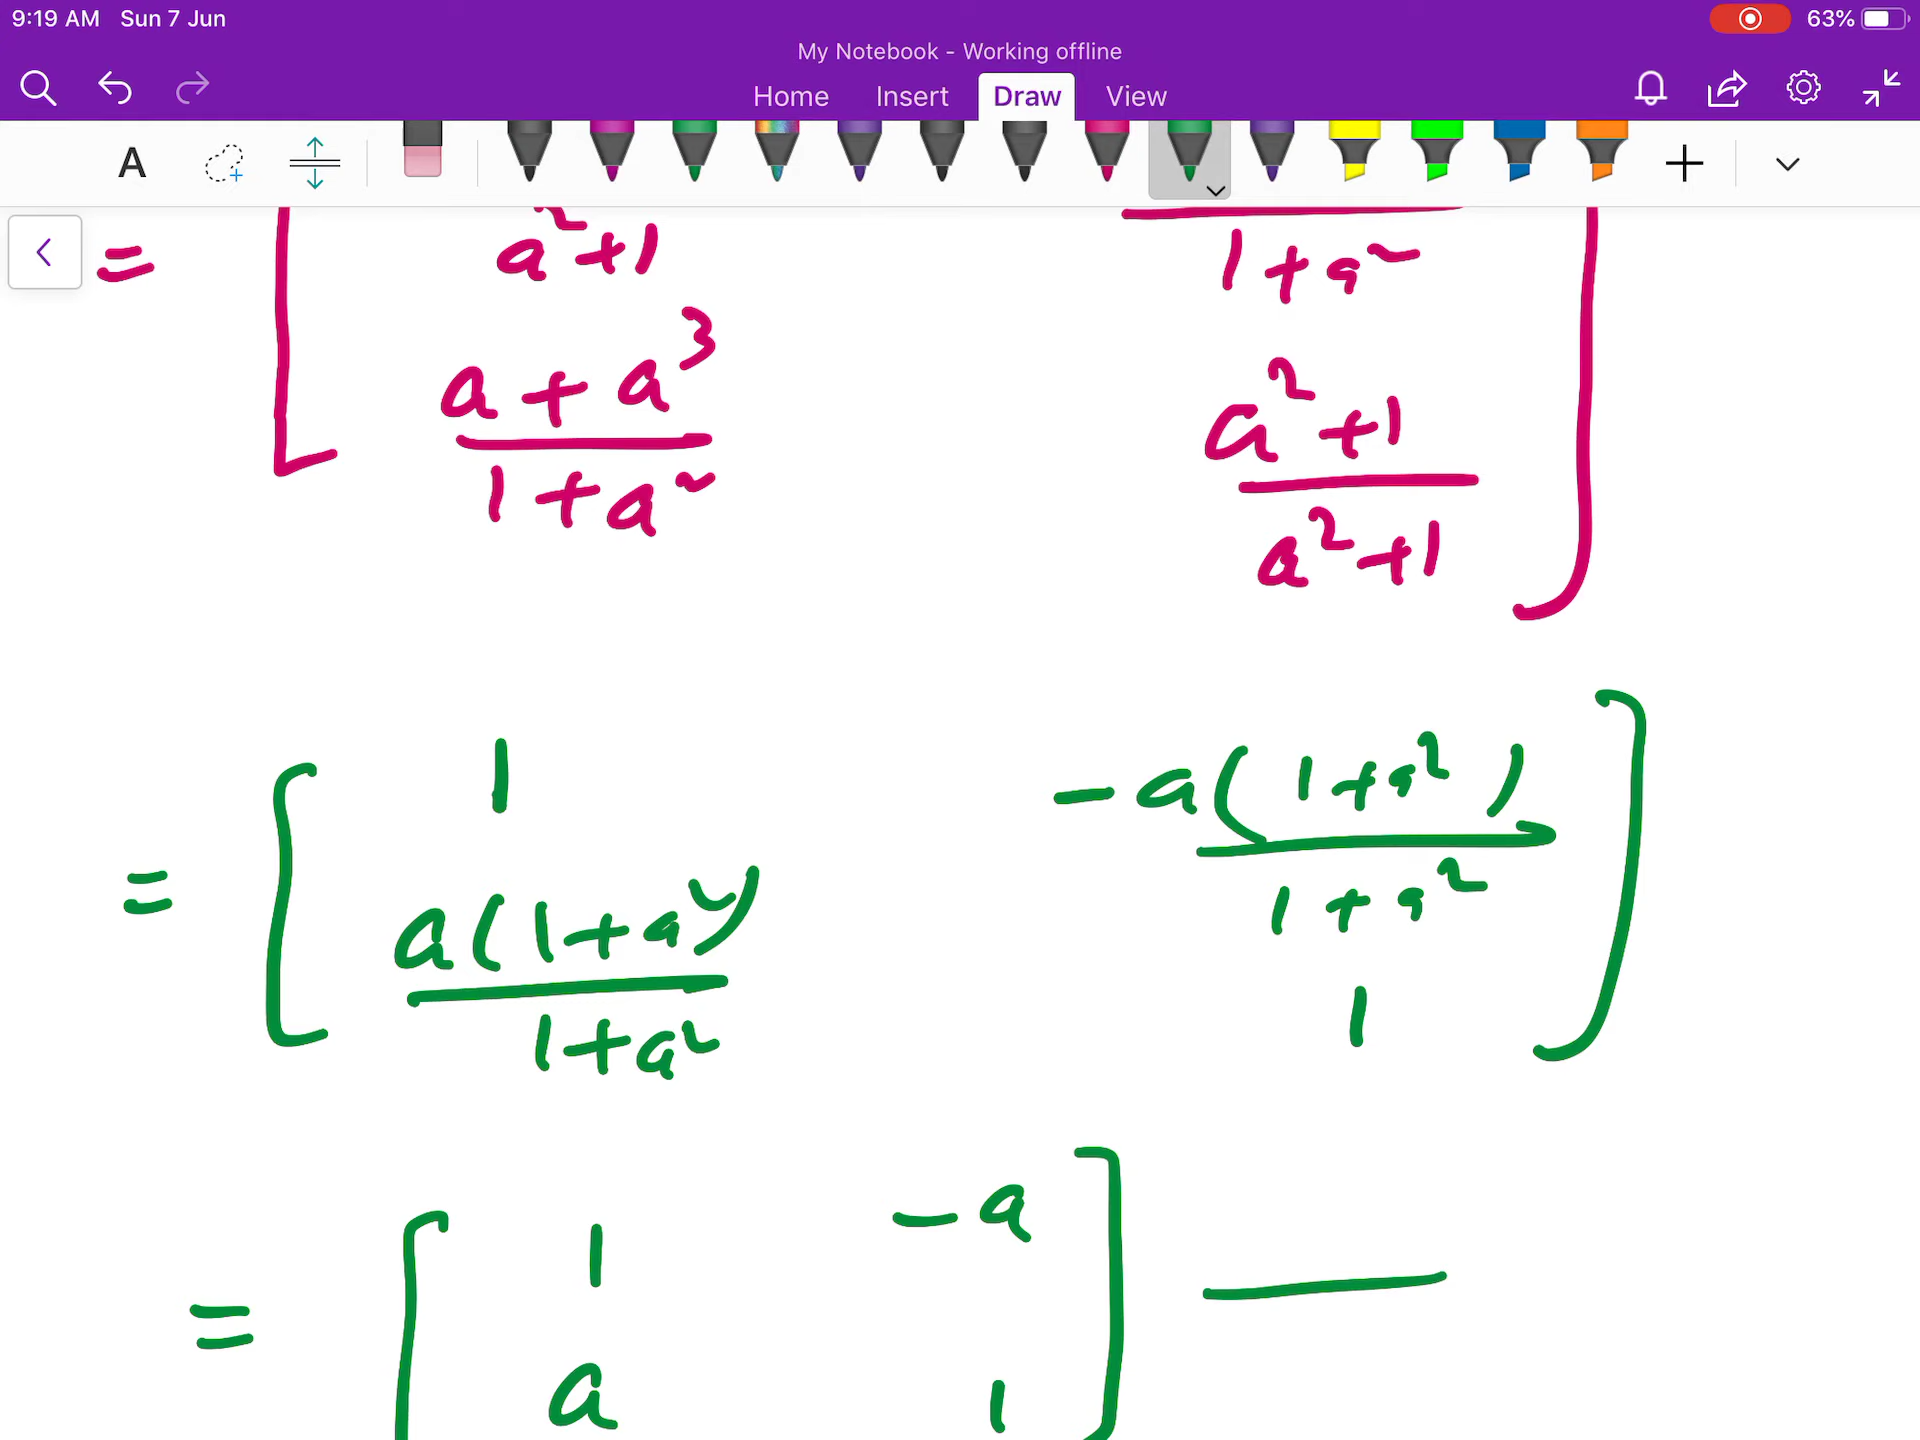 9:19 AM Sun 7 Jun
63%
My Notebook - Working offline
Home Insert Draw View
A
= [ a²+1 1+a² ]
a + a³ a²+1
1+a² a²+1
= [ 1 -a(1+a²)
1+a²
a(1+a²)
1+a² 1 ]
= [ 1 -a ] —
a 1